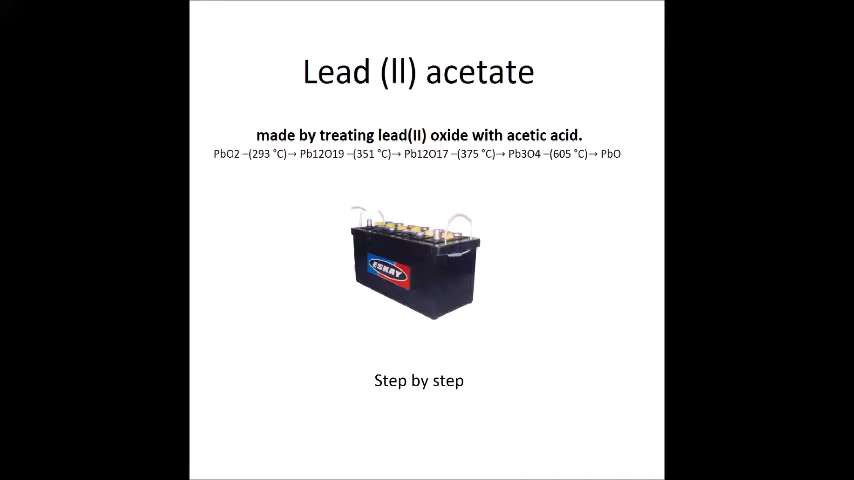 Lead (ll) acetate
made by treating lead(II) oxide with acetic acid.
PbO2 –(293 °C)→ Pb12O19 –(351 °C)→ Pb12O17 –(375 °C)→ Pb3O4 –(605 °C)→ PbO
ESKAY
Step by step